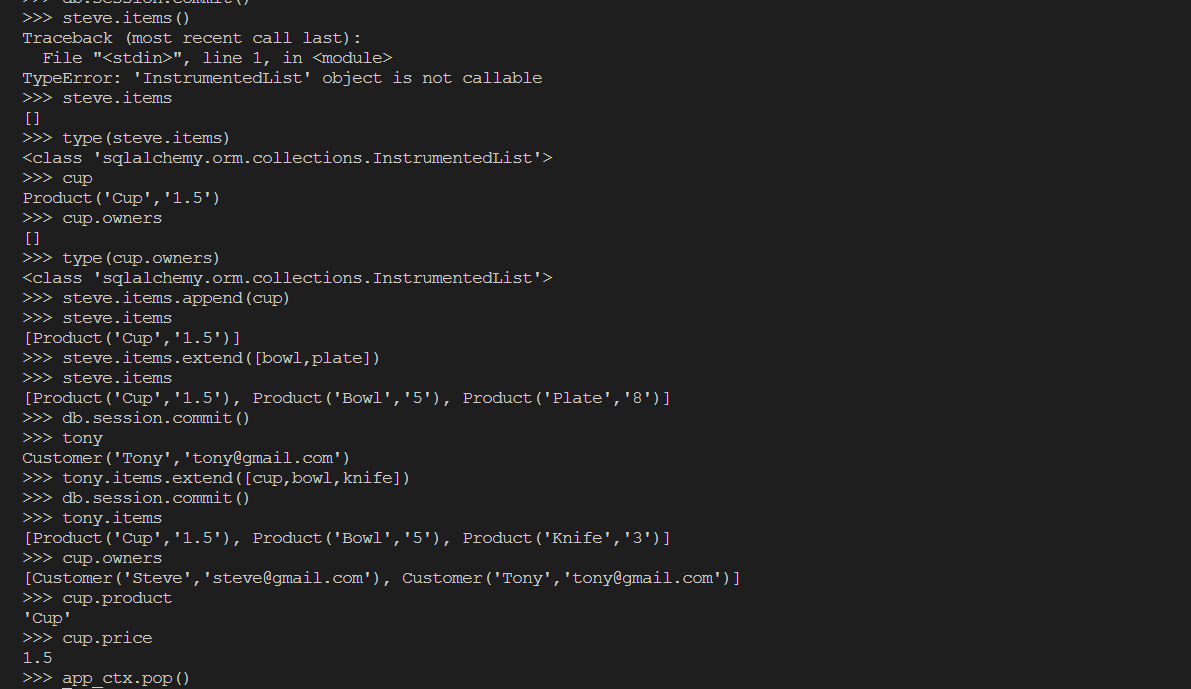 >>> db.session.commit()
>>> steve.items()
Traceback (most recent call last):
  File "<stdin>", line 1, in <module>
TypeError: 'InstrumentedList' object is not callable
>>> steve.items
[]
>>> type(steve.items)
<class 'sqlalchemy.orm.collections.InstrumentedList'>
>>> cup
Product('Cup','1.5')
>>> cup.owners
[]
>>> type(cup.owners)
<class 'sqlalchemy.orm.collections.InstrumentedList'>
>>> steve.items.append(cup)
>>> steve.items
[Product('Cup','1.5')]
>>> steve.items.extend([bowl,plate])
>>> steve.items
[Product('Cup','1.5'), Product('Bowl','5'), Product('Plate','8')]
>>> db.session.commit()
>>> tony
Customer('Tony','tony@gmail.com')
>>> tony.items.extend([cup,bowl,knife])
>>> db.session.commit()
>>> tony.items
[Product('Cup','1.5'), Product('Bowl','5'), Product('Knife','3')]
>>> cup.owners
[Customer('Steve','steve@gmail.com'), Customer('Tony','tony@gmail.com')]
>>> cup.product
'Cup'
>>> cup.price
1.5
>>> app_ctx.pop()